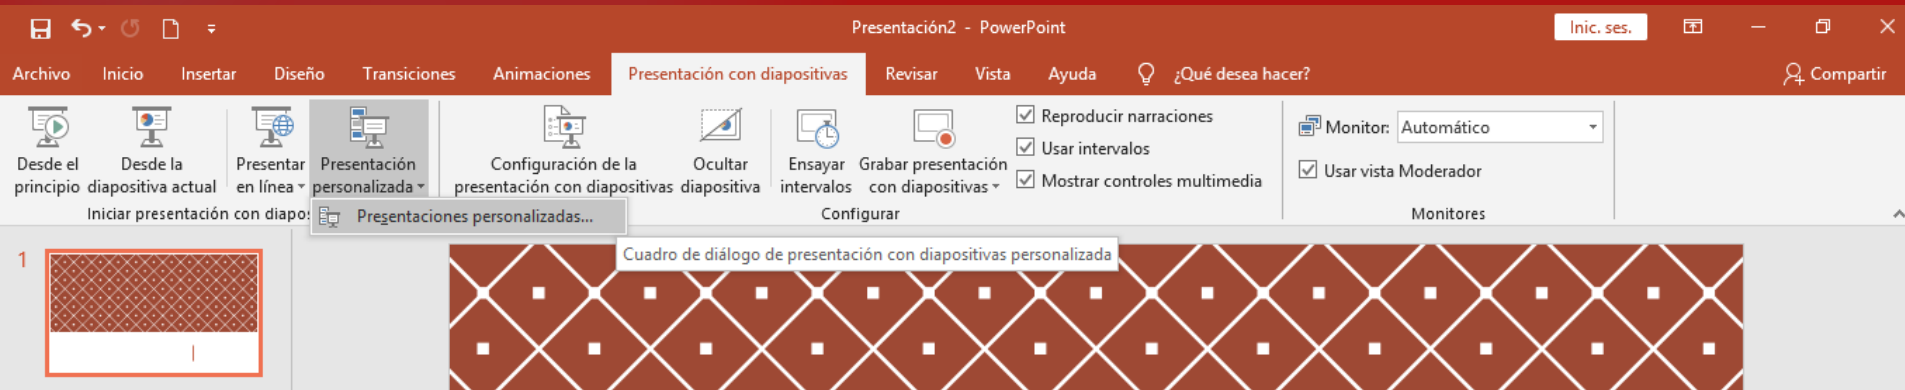 Presentación2 - PowerPoint
Inic. ses.
Archivo Inicio Insertar Diseño Transiciones Animaciones Presentación con diapositivas Revisar Vista Ayuda ¿Qué desea hacer? Compartir
Desde el principio
Desde la diapositiva actual
Presentar en línea
Presentación personalizada
Configuración de la presentación con diapositivas
Ocultar diapositiva
Ensayar intervalos
Grabar presentación con diapositivas
Reproducir narraciones
Usar intervalos
Mostrar controles multimedia
Monitor: Automático
Usar vista Moderador
Iniciar presentación con diapo
Configurar
Monitores
Presentaciones personalizadas...
Cuadro de diálogo de presentación con diapositivas personalizada
1